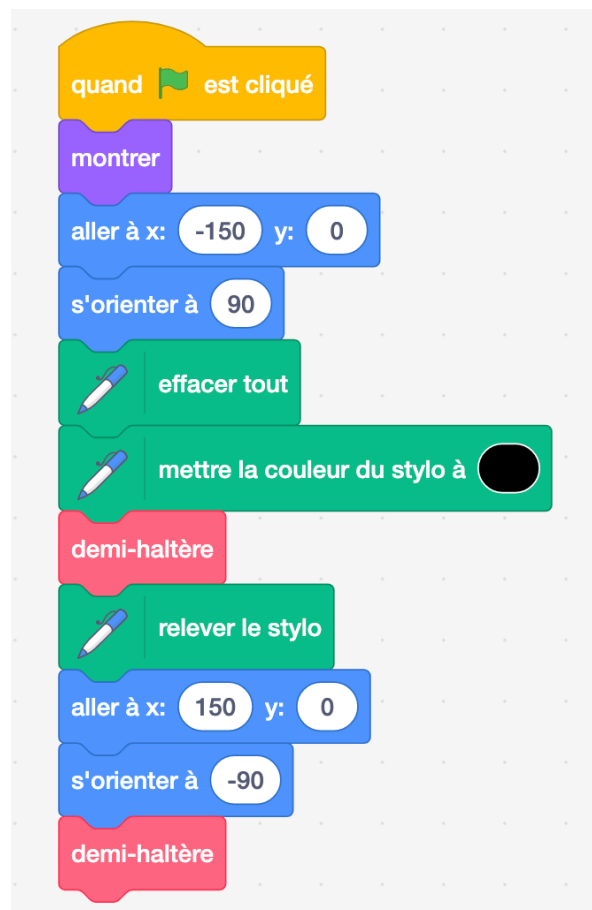 quand est cliqué
montrer
aller à x: -150 y: 0
s'orienter à 90
effacer tout
mettre la couleur du stylo à
demi-haltère
relever le stylo
aller à x: 150 y: 0
s'orienter à -90
demi-haltère